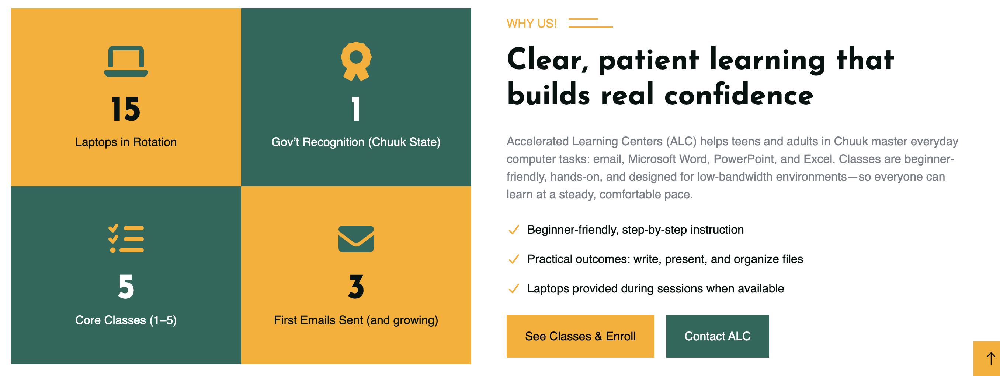 15
Laptops in Rotation
1
Gov’t Recognition (Chuuk State)
5
Core Classes (1–5)
3
First Emails Sent (and growing)
WHY US!
Clear, patient learning that
builds real confidence
Accelerated Learning Centers (ALC) helps teens and adults in Chuuk master everyday
computer tasks: email, Microsoft Word, PowerPoint, and Excel. Classes are beginner-
friendly, hands-on, and designed for low-bandwidth environments—so everyone can
learn at a steady, comfortable pace.
Beginner-friendly, step-by-step instruction
Practical outcomes: write, present, and organize files
Laptops provided during sessions when available
See Classes & Enroll
Contact ALC